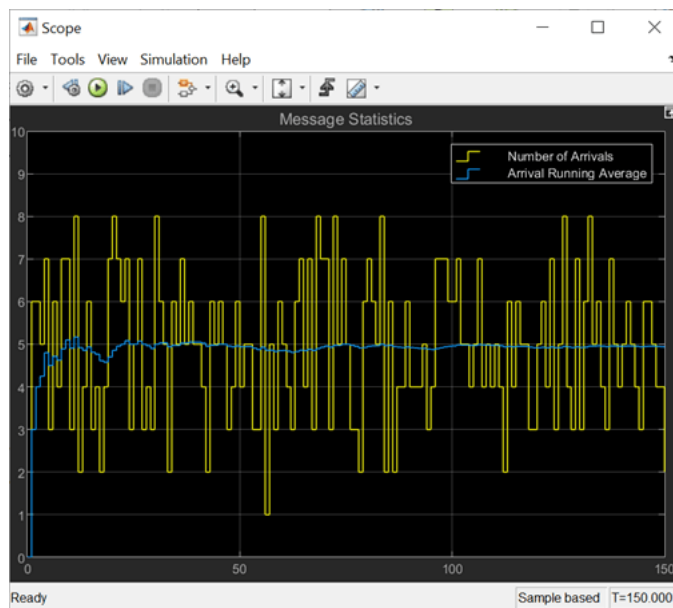 Scope
File Tools View Simulation Help
Message Statistics
Number of Arrivals
Arrival Running Average
10
9
8
7
6
5
4
3
2
1
0
0 50 100 150
Ready Sample based T=150.000